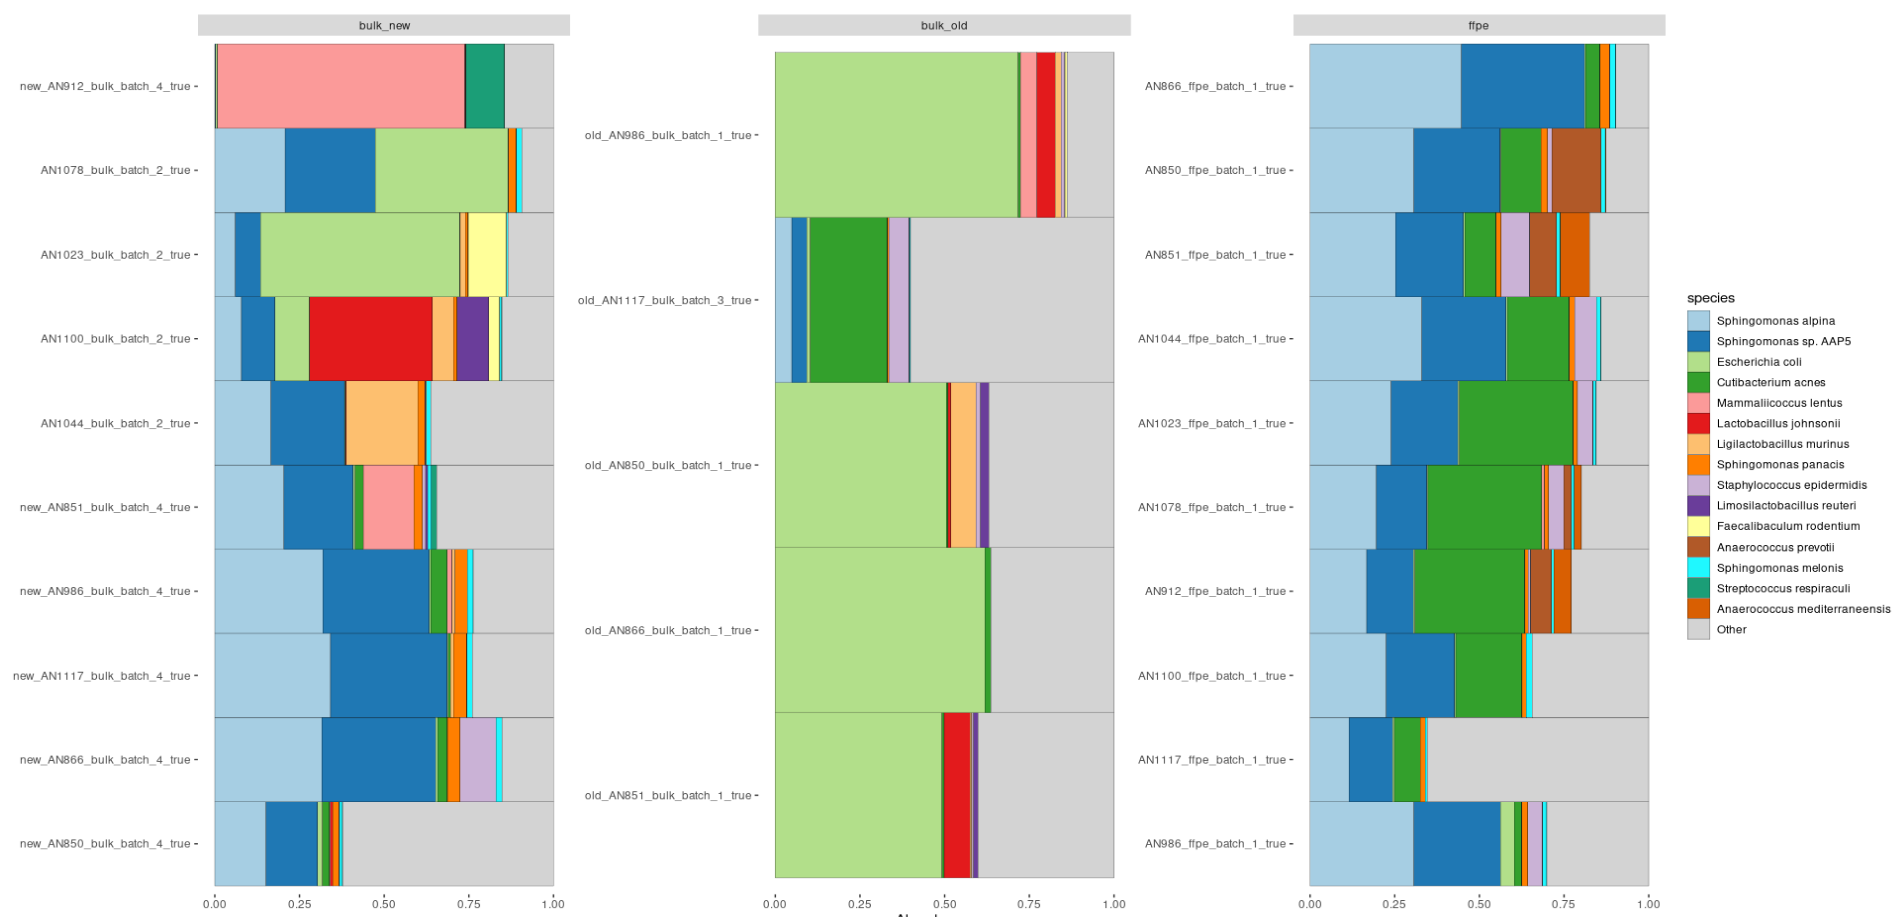 bulk_new
bulk_old
ffpe
new_AN912_bulk_batch_4_true
AN1078_bulk_batch_2_true
AN1023_bulk_batch_2_true
AN1100_bulk_batch_2_true
AN1044_bulk_batch_2_true
new_AN851_bulk_batch_4_true
new_AN986_bulk_batch_4_true
new_AN1117_bulk_batch_4_true
new_AN866_bulk_batch_4_true
new_AN850_bulk_batch_4_true
0.00 0.25 0.50 0.75 1.00
old_AN986_bulk_batch_1_true
old_AN1117_bulk_batch_3_true
old_AN850_bulk_batch_1_true
old_AN866_bulk_batch_1_true
old_AN851_bulk_batch_1_true
0.00 0.25 0.50 0.75 1.00
AN866_ffpe_batch_1_true
AN850_ffpe_batch_1_true
AN851_ffpe_batch_1_true
AN1044_ffpe_batch_1_true
AN1023_ffpe_batch_1_true
AN1078_ffpe_batch_1_true
AN912_ffpe_batch_1_true
AN1100_ffpe_batch_1_true
AN1117_ffpe_batch_1_true
AN986_ffpe_batch_1_true
0.00 0.25 0.50 0.75 1.00
species
Sphingomonas alpina
Sphingomonas sp. AAP5
Escherichia coli
Cutibacterium acnes
Mammaliicoccus lentus
Lactobacillus johnsonii
Ligilactobacillus murinus
Sphingomonas panacis
Staphylococcus epidermidis
Limosilactobacillus reuteri
Faecalibaculum rodentium
Anaerococcus prevotii
Sphingomonas melonis
Streptococcus respiraculi
Anaerococcus mediterraneensis
Other